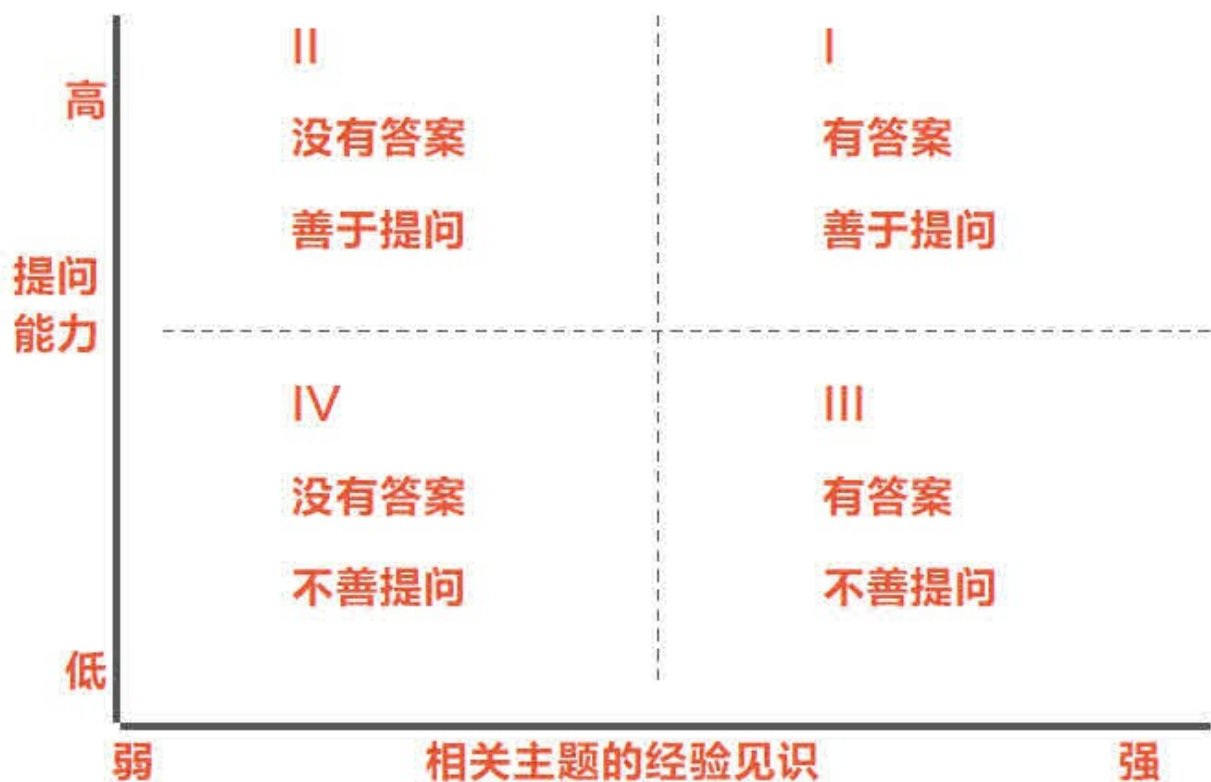 高
提问
能力
低
II
没有答案
善于提问
I
有答案
善于提问
IV
没有答案
不善提问
III
有答案
不善提问
弱
相关主题的经验见识
强